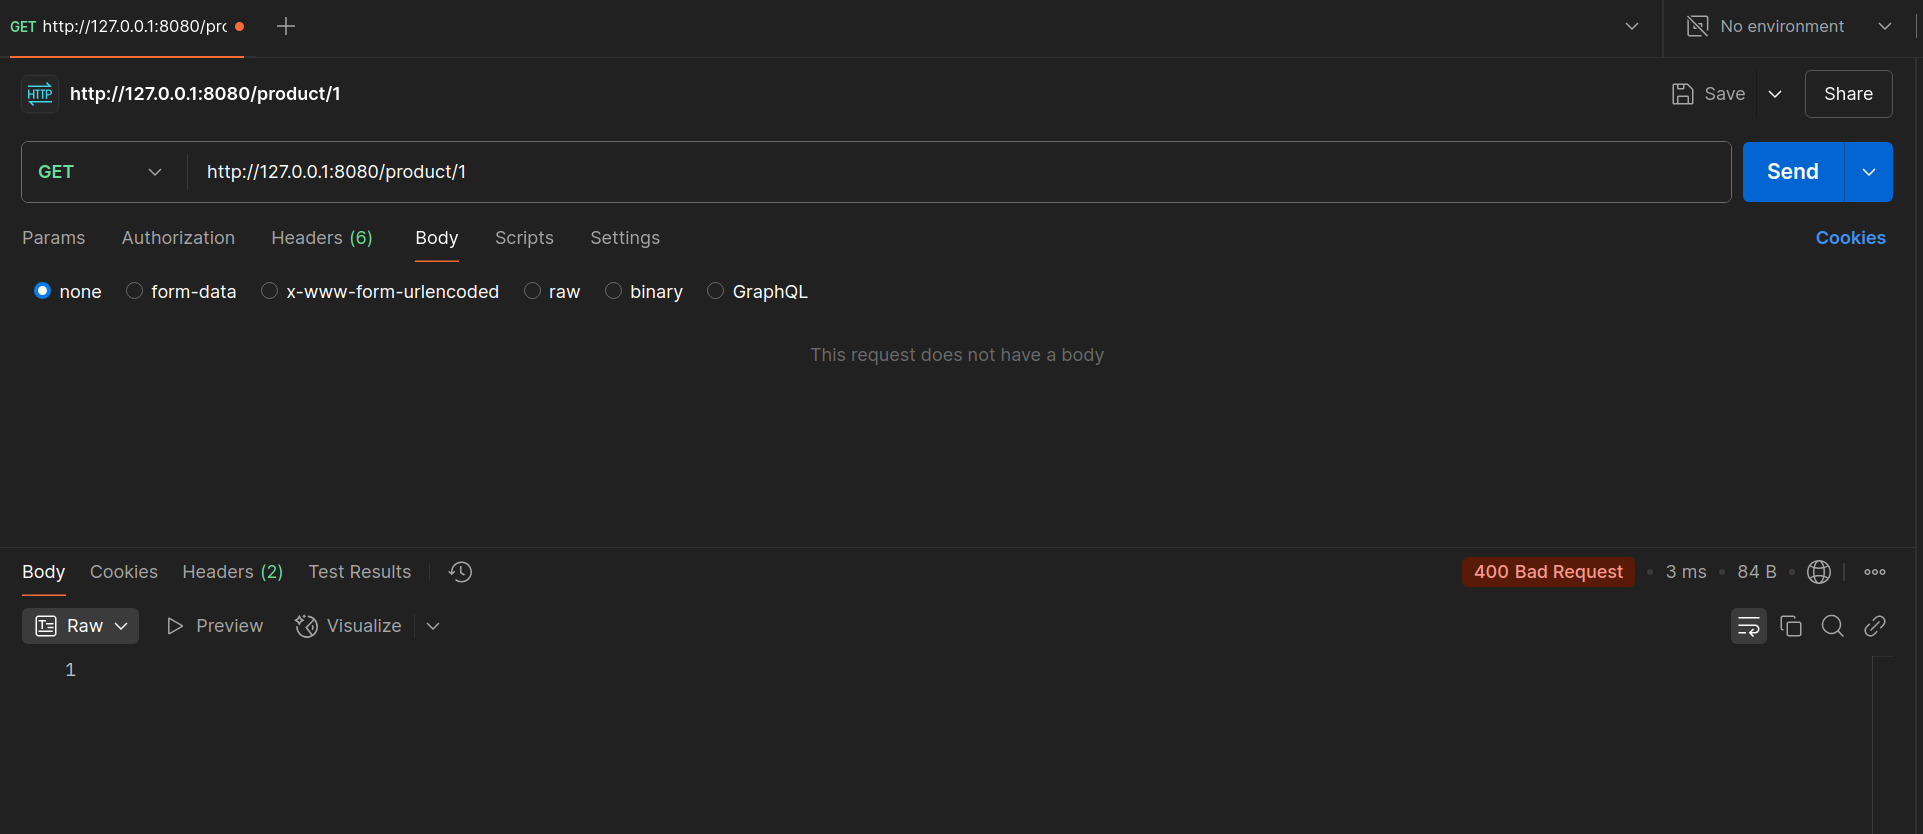 GET http://127.0.0.1:8080/pro
No environment
HTTP http://127.0.0.1:8080/product/1
Save
Share
GET http://127.0.0.1:8080/product/1
Send
Params Authorization Headers (6) Body Scripts Settings
Cookies
none form-data x-www-form-urlencoded raw binary GraphQL
This request does not have a body
Body Cookies Headers (2) Test Results
400 Bad Request • 3 ms • 84 B
Raw Preview Visualize
1